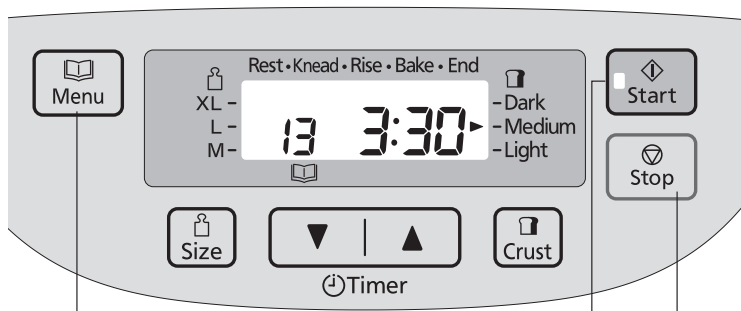 Menu
Rest • Knead • Rise • Bake • End
XL –
L –
M –
13
3:30
– Dark
– Medium
– Light
Start
Stop
Size
Timer
Crust